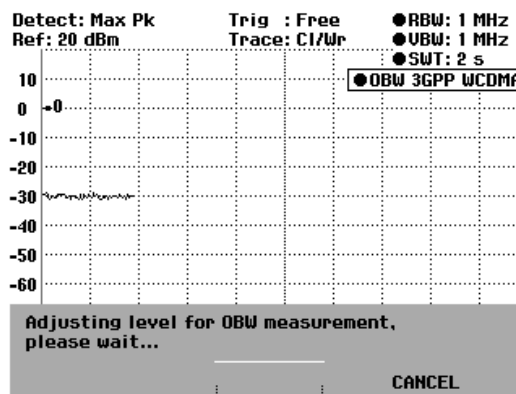 Detect: Max Pk Trig : Free ●RBW: 1 MHz
Ref: 20 dBm Trace: Cl/Wr ●VBW: 1 MHz
●SWT: 2 s
●OBW 3GPP WCDMA
10
0
-0
-10
-20
-30
-40
-50
-60
Adjusting level for OBW measurement,
please wait...
CANCEL